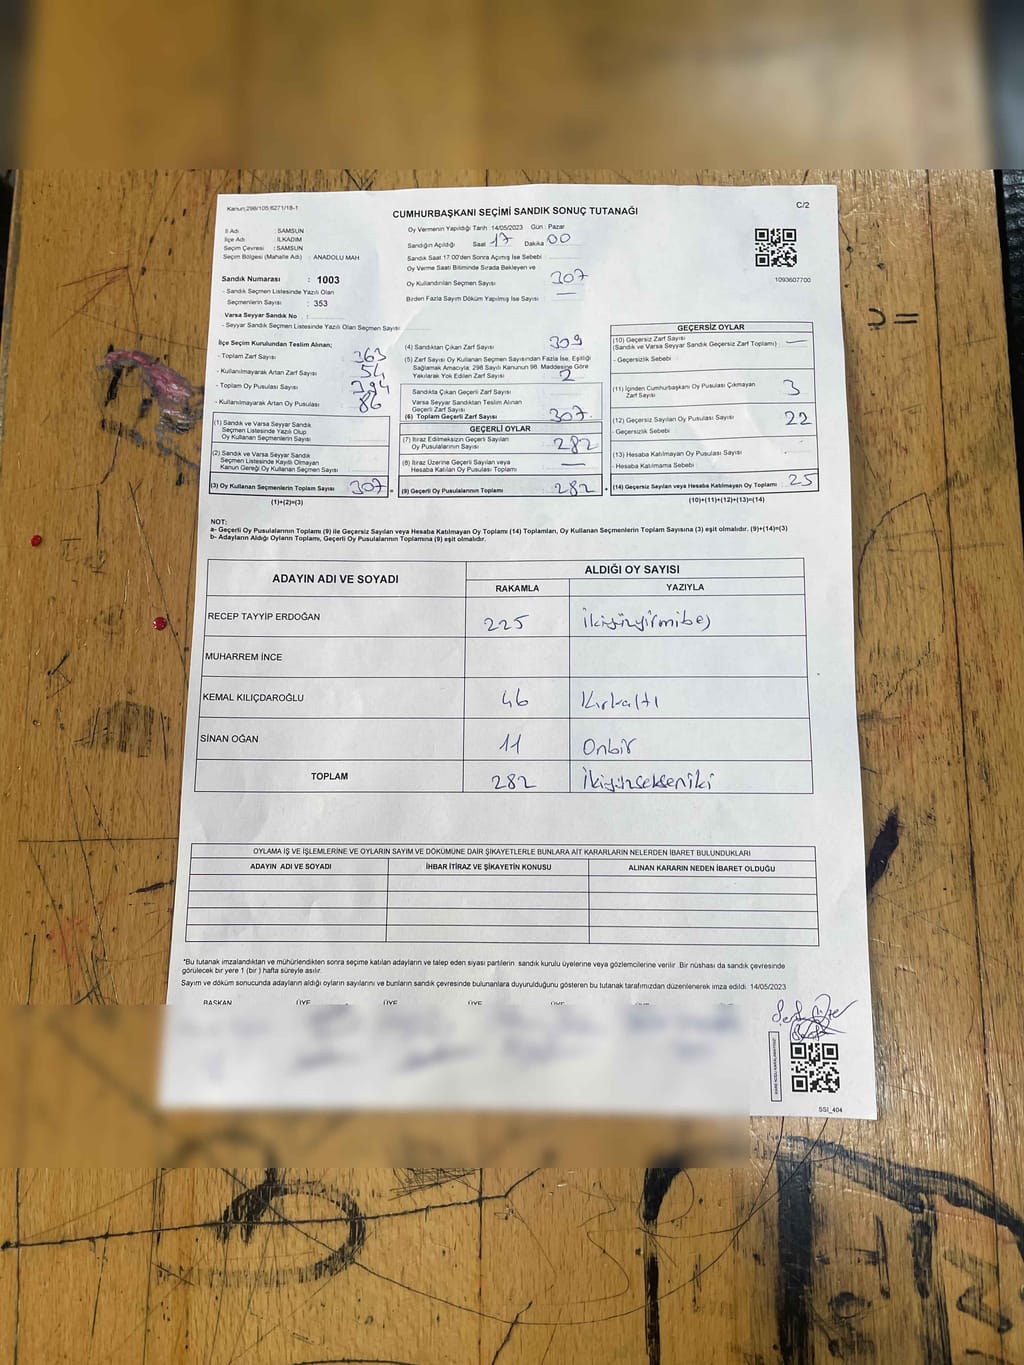 Kanun;298/105;6271/18-1
C/2
CUMHURBAŞKANI SEÇİMİ SANDIK SONUÇ TUTANAĞI
İl Adı : SAMSUN
İlçe Adı : İLKADIM
Seçim Çevresi : SAMSUN
Seçim Bölgesi (Mahalle Adı) : ANADOLU MAH
Sandık Numarası : 1003
- Sandık Seçmen Listesinde Yazılı Olan
Seçmenlerin Sayısı : 353
Varsa Seyyar Sandık No :
- Seyyar Sandık Seçmen Listesinde Yazılı Olan Seçmen Sayısı :
Oy Vermenin Yapıldığı Tarih :14/05/2023 Gün : Pazar
Sandığın Açıldığı Saat 17 Dakika 00
Sandık Saat 17:00'den Sonra Açılmış İse Sebebi :
Oy Verme Saati Bitiminde Sırada Bekleyen ve
Oy Kullandırılan Seçmen Sayısı : 307
Birden Fazla Sayım Döküm Yapılmış İse Sayısı : —
1093607700
İlçe Seçim Kurulundan Teslim Alınan;
- Toplam Zarf Sayısı : 363
- Kullanılmayarak Artan Zarf Sayısı : 54
- Toplam Oy Pusulası Sayısı : 394
- Kullanılmayarak Artan Oy Pusulası : 86
(1) Sandık ve Varsa Seyyar Sandık
Seçmen Listesinde Yazılı Olup
Oy Kullanan Seçmenlerin Sayısı :
(2) Sandık ve Varsa Seyyar Sandık
Seçmen Listesinde Kayıtlı Olmayan
Kanun Gereği Oy Kullanan Seçmen Sayısı :
(3) Oy Kullanan Seçmenlerin Toplam Sayısı : 307 =
(1)+(2)=(3)
(4) Sandıktan Çıkan Zarf Sayısı : 309
(5) Zarf Sayısı Oy Kullanan Seçmen Sayısından Fazla İse, Eşitliği
Sağlamak Amacıyla; 298 Sayılı Kanunun 98. Maddesine Göre
Yakılarak Yok Edilen Zarf Sayısı : 2
Sandıkta Çıkan Geçerli Zarf Sayısı :
Varsa Seyyar Sandıktan Teslim Alınan
Geçerli Zarf Sayısı :
(6) Toplam Geçerli Zarf Sayısı : 307.
GEÇERLİ OYLAR
(7) İtiraz Edilmeksizin Geçerli Sayılan
Oy Pusulalarının Sayısı : 282
(8) İtiraz Üzerine Geçerli Sayılan veya
Hesaba Katılan Oy Pusulası Toplamı : —
(9) Geçerli Oy Pusulalarının Toplamı : 282 +
GEÇERSİZ OYLAR
(10) Geçersiz Zarf Sayısı :
(Sandık ve Varsa Seyyar Sandık Geçersiz Zarf Toplamı) : —
- Geçersizlik Sebebi :
(11) İçinden Cumhurbaşkanı Oy Pusulası Çıkmayan
Zarf Sayısı : 3
(12) Geçersiz Sayılan Oy Pusulası Sayısı : 22
- Geçersizlik Sebebi :
(13) Hesaba Katılmayan Oy Pusulası Sayısı :
- Hesaba Katılmama Sebebi :
(14) Geçersiz Sayılan veya Hesaba Katılmayan Oy Toplamı : 25
(10)+(11)+(12)+(13)=(14)
NOT:
a- Geçerli Oy Pusulalarının Toplamı (9) ile Geçersiz Sayılan veya Hesaba Katılmayan Oy Toplamı (14) Toplamları, Oy Kullanan Seçmenlerin Toplam Sayısına (3) eşit olmalıdır. (9)+(14)=(3)
b- Adayların Aldığı Oyların Toplamı, Geçerli Oy Pusulalarının Toplamına (9) eşit olmalıdır.
ADAYIN ADI VE SOYADI ALDIĞI OY SAYISI
RAKAMLA YAZIYLA
RECEP TAYYİP ERDOĞAN 225 İkiyüzyirmibeş
MUHARREM İNCE
KEMAL KILIÇDAROĞLU 46 Kırkaltı
SİNAN OĞAN 11 Onbir
TOPLAM 282 İkiyüzsekseniki
OYLAMA İŞ VE İŞLEMLERİNE VE OYLARIN SAYIM VE DÖKÜMÜNE DAİR ŞİKAYETLERLE BUNLARA AİT KARARLARIN NELERDEN İBARET BULUNDUKLARI
ADAYIN ADI VE SOYADI İHBAR İTİRAZ VE ŞİKAYETİN KONUSU ALINAN KARARIN NEDEN İBARET OLDUĞU
*Bu tutanak imzalandıktan ve mühürlendikten sonra seçime katılan adayların ve talep eden siyasi partilerin sandık kurulu üyelerine veya gözlemcilerine verilir. Bir nüshası da sandık çevresinde
görülecek bir yere 1 (bir ) hafta süreyle asılır.
Sayım ve döküm sonucunda adayların aldığı oyların sayılarını ve bunların sandık çevresinde bulunanlara duyurulduğunu gösteren bu tutanak tarafımızdan düzenlenerek imza edildi. 14/05/2023
BAŞKAN ÜYE ÜYE ÜYE ÜYE ÜYE
SSI_404